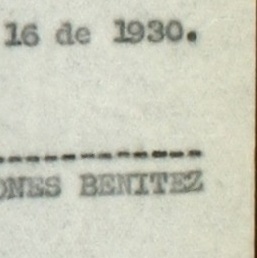 16 de 1930.
--------------
ONES BENITEZ